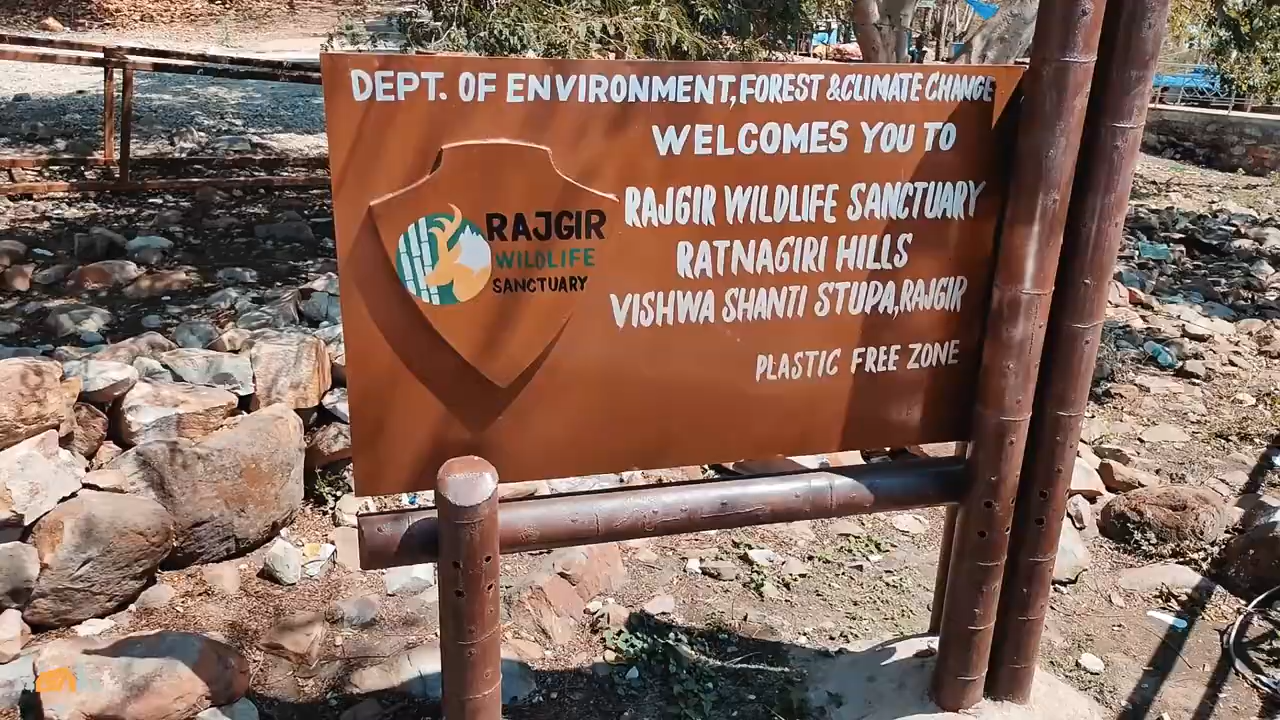 DEPT. OF ENVIRONMENT, FOREST & CLIMATE CHANGE
WELCOMES YOU TO
RAJGIR WILDLIFE SANCTUARY
RATNAGIRI HILLS
VISHWA SHANTI STUPA, RAJGIR
PLASTIC FREE ZONE
RAJGIR
WILDLIFE
SANCTUARY